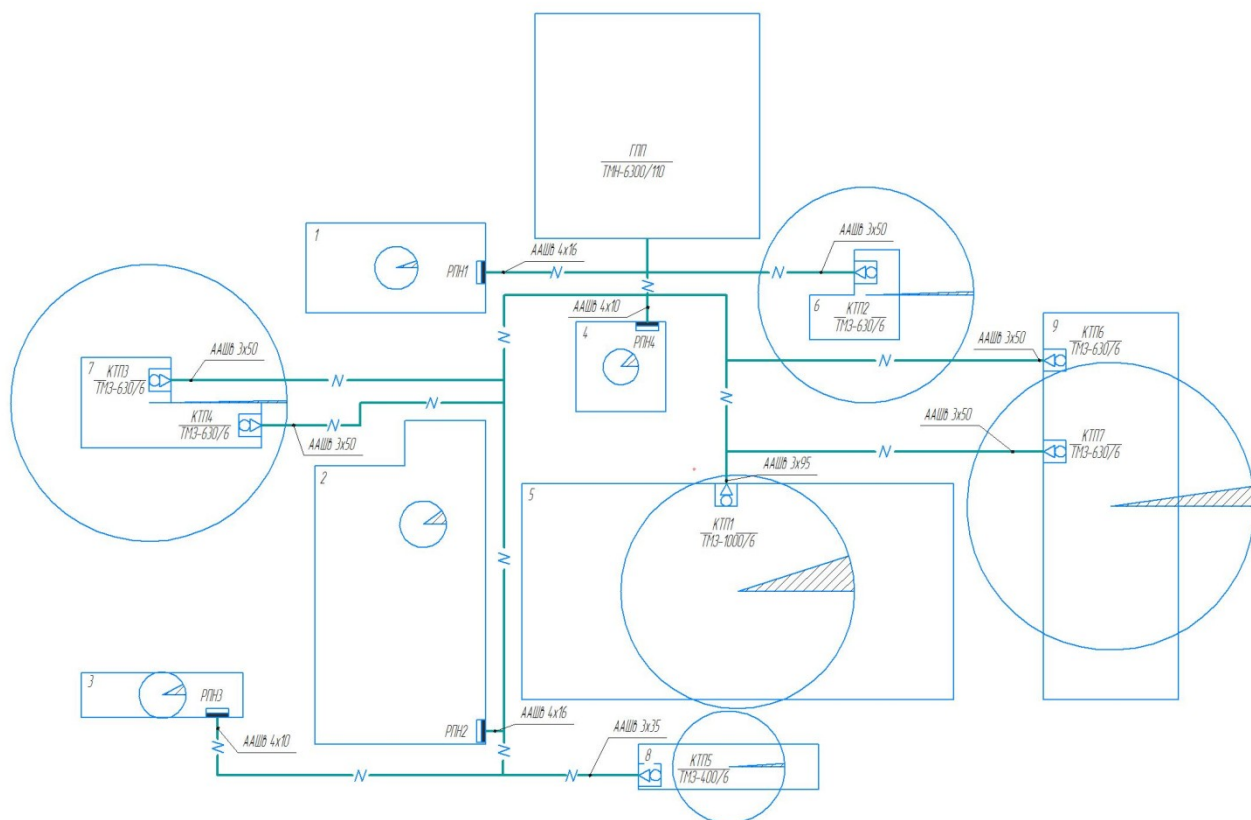 ГПП
ТМН-6300/110
1
РПН1
ААШв 4х16
ААШв 3х50
6
КТП2
ТМЗ-630/6
ААШв 4х10
4
РПН4
ААШв 3х50
9
КТП6
ТМЗ-630/6
7
КТП3
ТМЗ-630/6
ААШв 3х50
КТП4
ТМЗ-630/6
ААШв 3х50
ААШв 3х50
КТП7
ТМЗ-630/6
2
ААШв 3х95
5
КТП1
ТМЗ-1000/6
3
РПН3
ААШв 4х10
РПН2
ААШв 4х16
ААШв 3х35
8
КТП5
ТМЗ-400/6